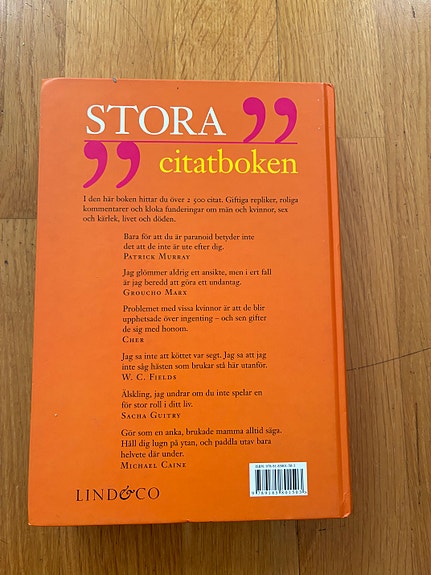 STORA
citatboken
I den här boken hittar du över 2 500 citat. Giftiga repliker, roliga
kommentarer och kloka funderingar om män och kvinnor, sex
och kärlek, livet och döden.
Bara för att du är paranoid betyder inte
det att de inte är ute efter dig.
PATRICK MURRAY
Jag glömmer aldrig ett ansikte, men i ert fall
är jag beredd att göra ett undantag.
GROUCHO MARX
Problemet med vissa kvinnor är att de blir
upphetsade över ingenting – och sen gifter
de sig med honom.
CHER
Jag sa inte att köttet var segt. Jag sa att jag
inte såg hästen som brukar stå här utanför.
W. C. FIELDS
Älskling, jag undrar om du inte spelar en
för stor roll i ditt liv.
SACHA GUITRY
Gör som en anka, brukade mamma alltid säga.
Håll dig lugn på ytan, och paddla utav bara
helvete där under.
MICHAEL CAINE
LIND&CO